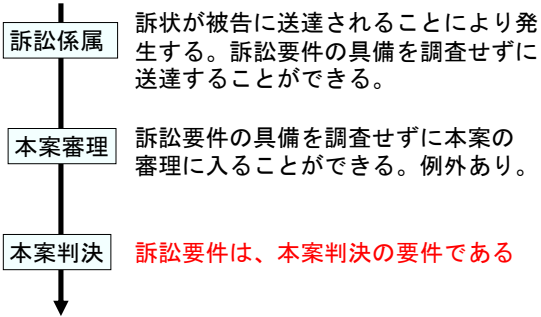 訴訟係属
訴状が被告に送達されることにより発
生する。訴訟要件の具備を調査せずに
送達することができる。
本案審理
訴訟要件の具備を調査せずに本案の
審理に入ることができる。例外あり。
本案判決
訴訟要件は、本案判決の要件である